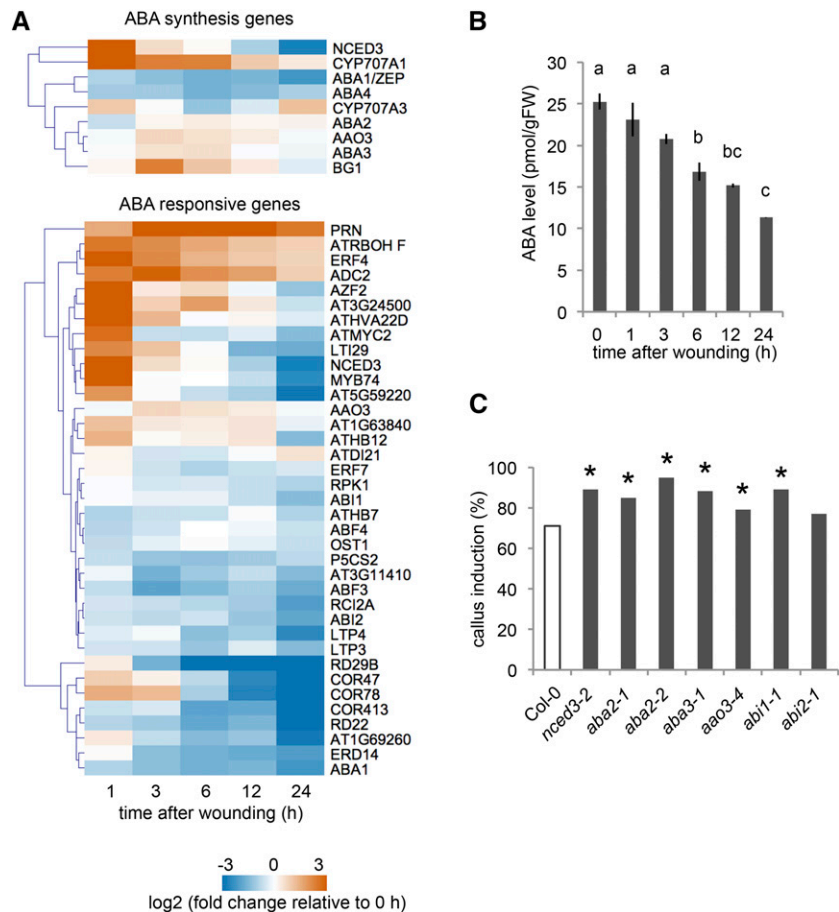 A
ABA synthesis genes
NCED3
CYP707A1
ABA1/ZEP
ABA4
CYP707A3
ABA2
AAO3
ABA3
BG1
ABA responsive genes
PRN
ATRBOH F
ERF4
ADC2
AZF2
AT3G24500
ATHVA22D
ATMYC2
LTI29
NCED3
MYB74
AT5G59220
AAO3
AT1G63840
ATHB12
ATDI21
ERF7
RPK1
ABI1
ATHB7
ABF4
OST1
P5CS2
AT3G11410
ABF3
RCI2A
ABI2
LTP4
LTP3
RD29B
COR47
COR78
COR413
RD22
AT1G69260
ERD14
ABA1
1 3 6 12 24
time after wounding (h)
-3 0 3
log2 (fold change relative to 0 h)
B
ABA level (pmol/gFW)
30
25
20
15
10
5
0
a a a b bc c
0 1 3 6 12 24
time after wounding (h)
C
callus induction (%)
100
80
60
40
20
0
* * * * * *
Col-0 nced3-2 aba2-1 aba2-2 aba3-1 aao3-4 abi1-1 abi2-1